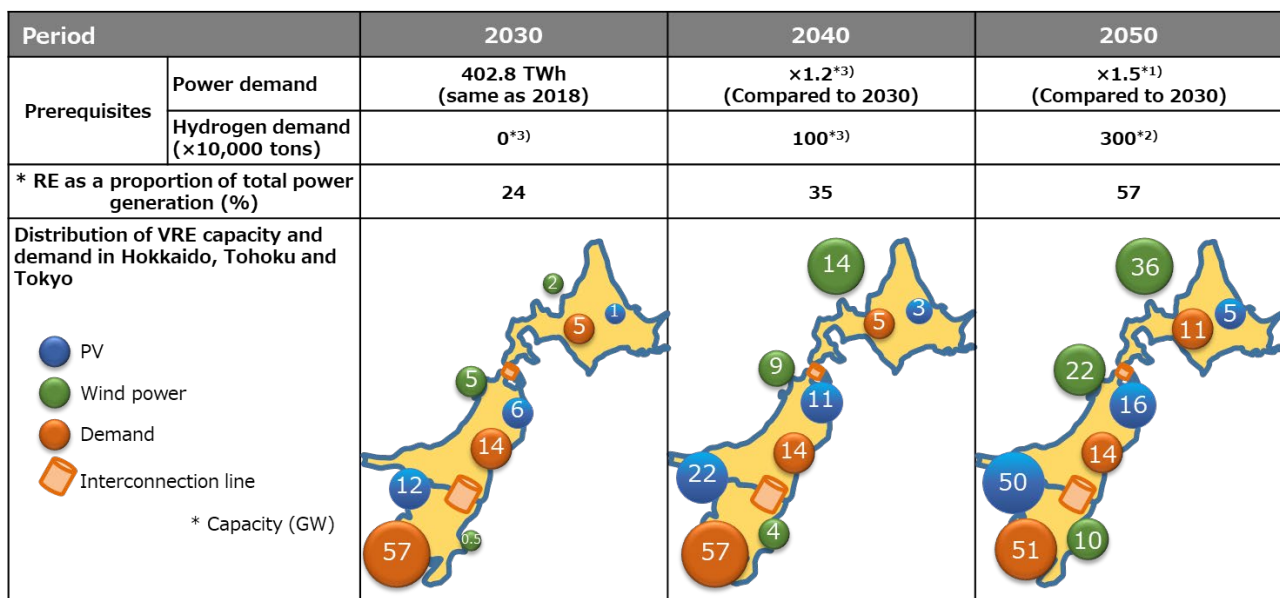 Period
2030
2040
2050
Prerequisites
Power demand
402.8 TWh
(same as 2018)
×1.2*3)
(Compared to 2030)
×1.5*1)
(Compared to 2030)
Hydrogen demand
(×10,000 tons)
0*3)
100*3)
300*2)
* RE as a proportion of total power
generation (%)
24
35
57
Distribution of VRE capacity and
demand in Hokkaido, Tohoku and
Tokyo
PV
Wind power
Demand
Interconnection line
* Capacity (GW)
2
1
5
5
6
14
12
0.5
57
14
3
5
9
11
14
22
4
57
36
5
11
22
16
14
50
10
51